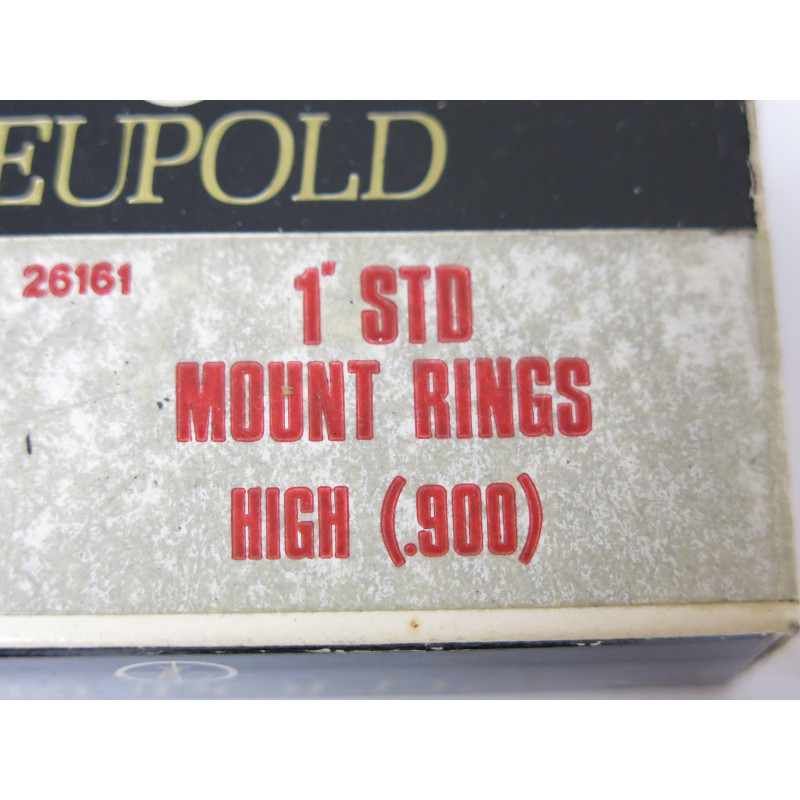 EUPOLD
26161
1" STD
MOUNT RINGS
HIGH (.900)